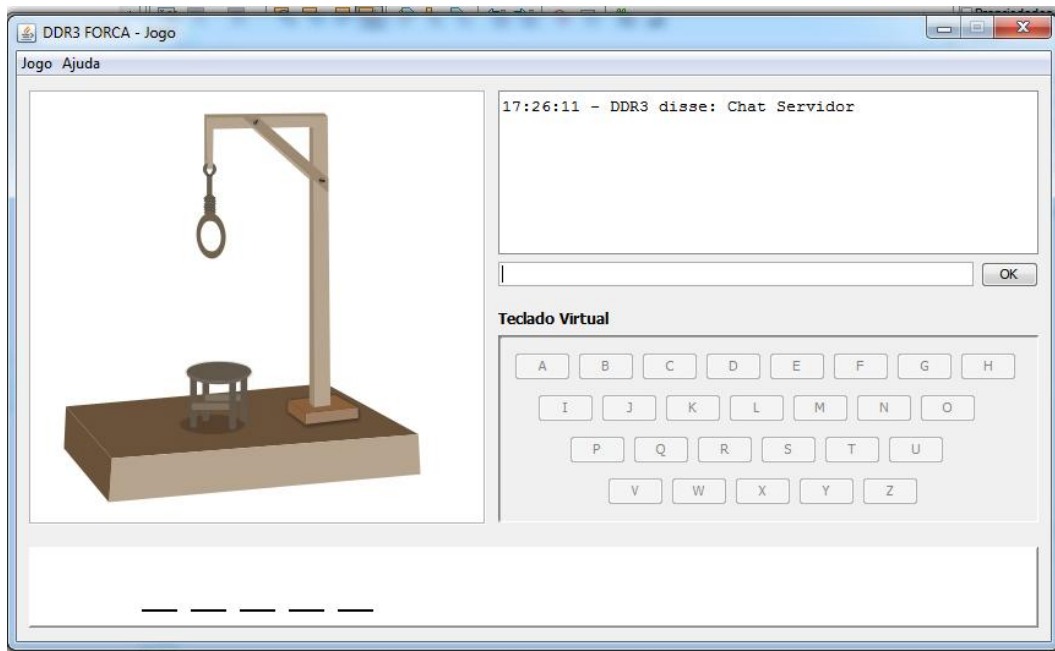 DDR3 FORCA - Jogo
Jogo Ajuda
17:26:11 - DDR3 disse: Chat Servidor
OK
Teclado Virtual
A B C D E F G H
I J K L M N O
P Q R S T U
V W X Y Z